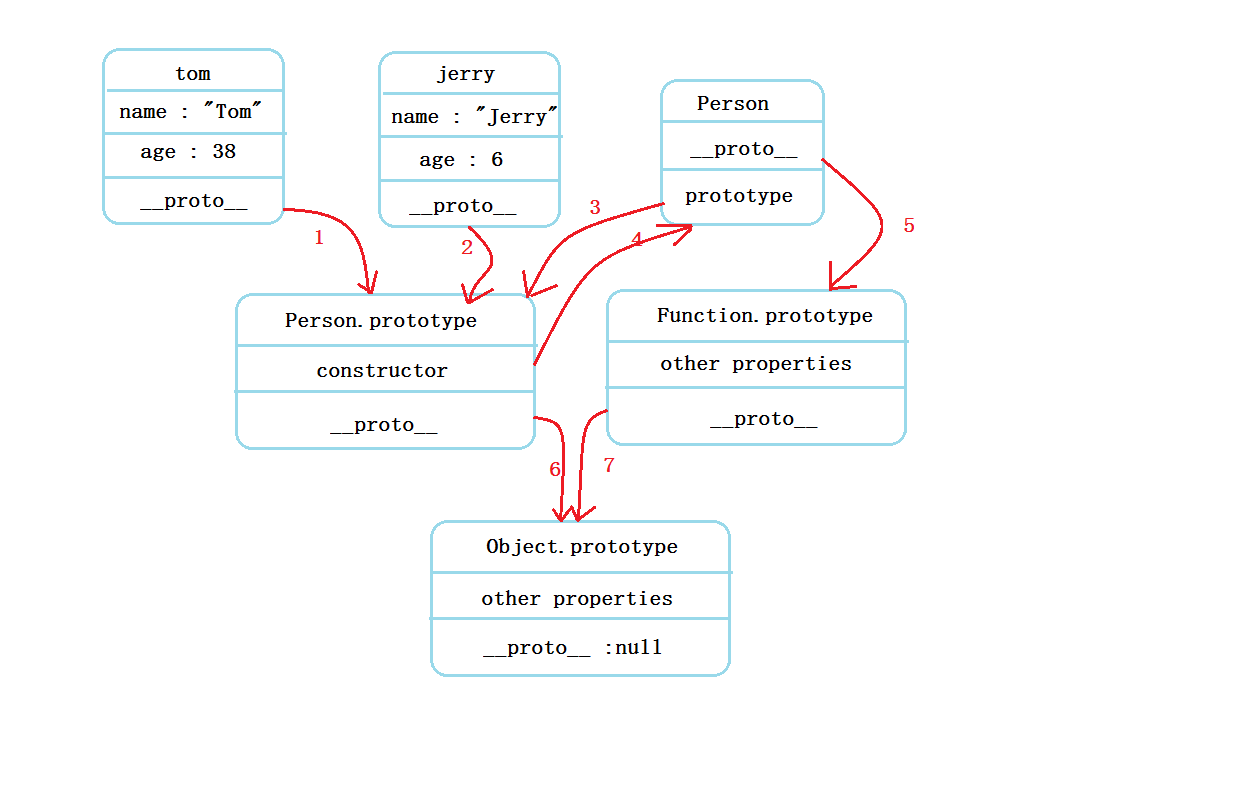 tom
name : "Tom"
age : 38
__proto__
jerry
name : "Jerry"
age : 6
__proto__
Person
__proto__
prototype
1
2
3
4
5
Person.prototype
constructor
__proto__
Function.prototype
other properties
__proto__
6
7
Object.prototype
other properties
__proto__ :null